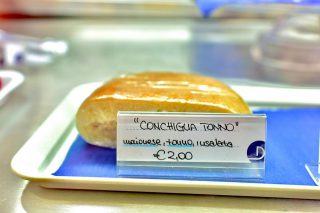 "CONCHIGLIA TONNO"
maionese, tonno, insalata
€ 2,00